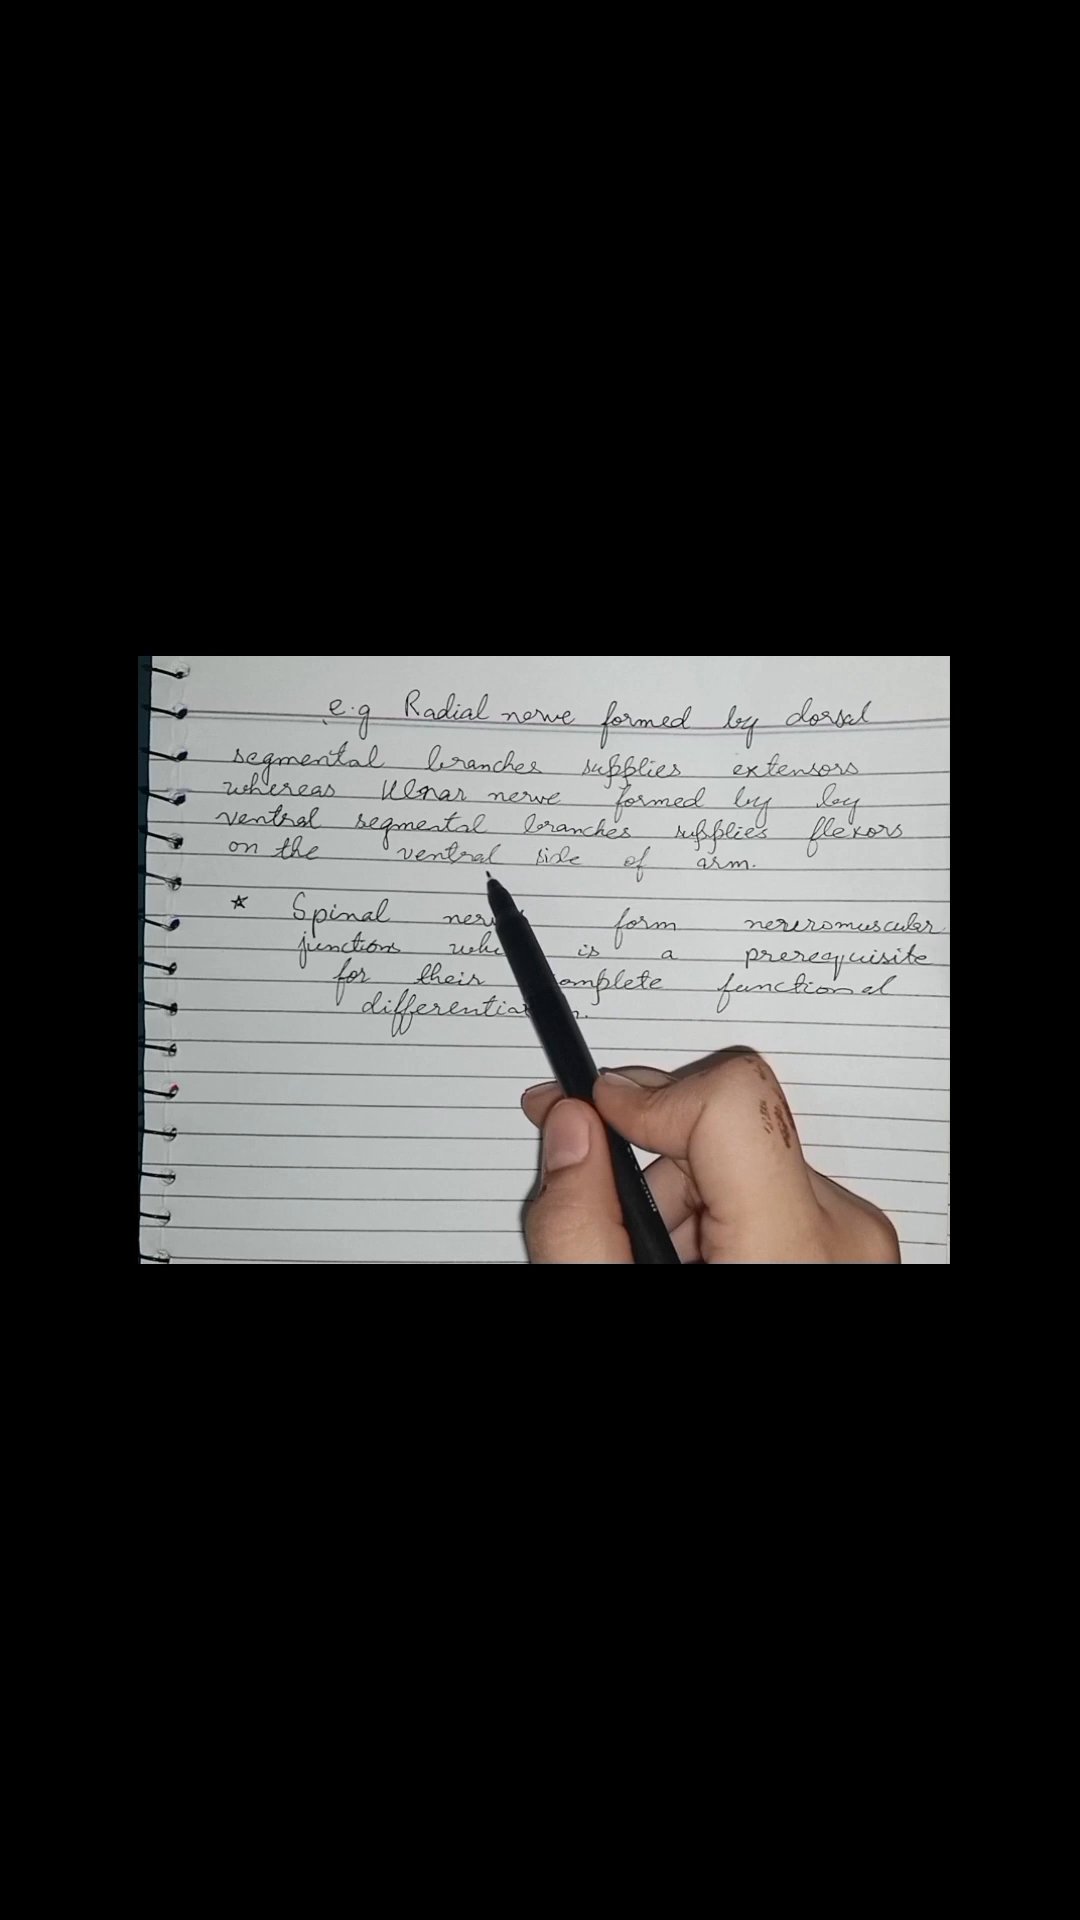 e.g Radial nerve formed by dorsal
segmental branches supplies extensors
whereas Ulnar nerve formed by by
ventral segmental branches supplies flexors
on the ventral side of arm.
* Spinal form neuromuscular
junctions is a prerequisite
for their functional